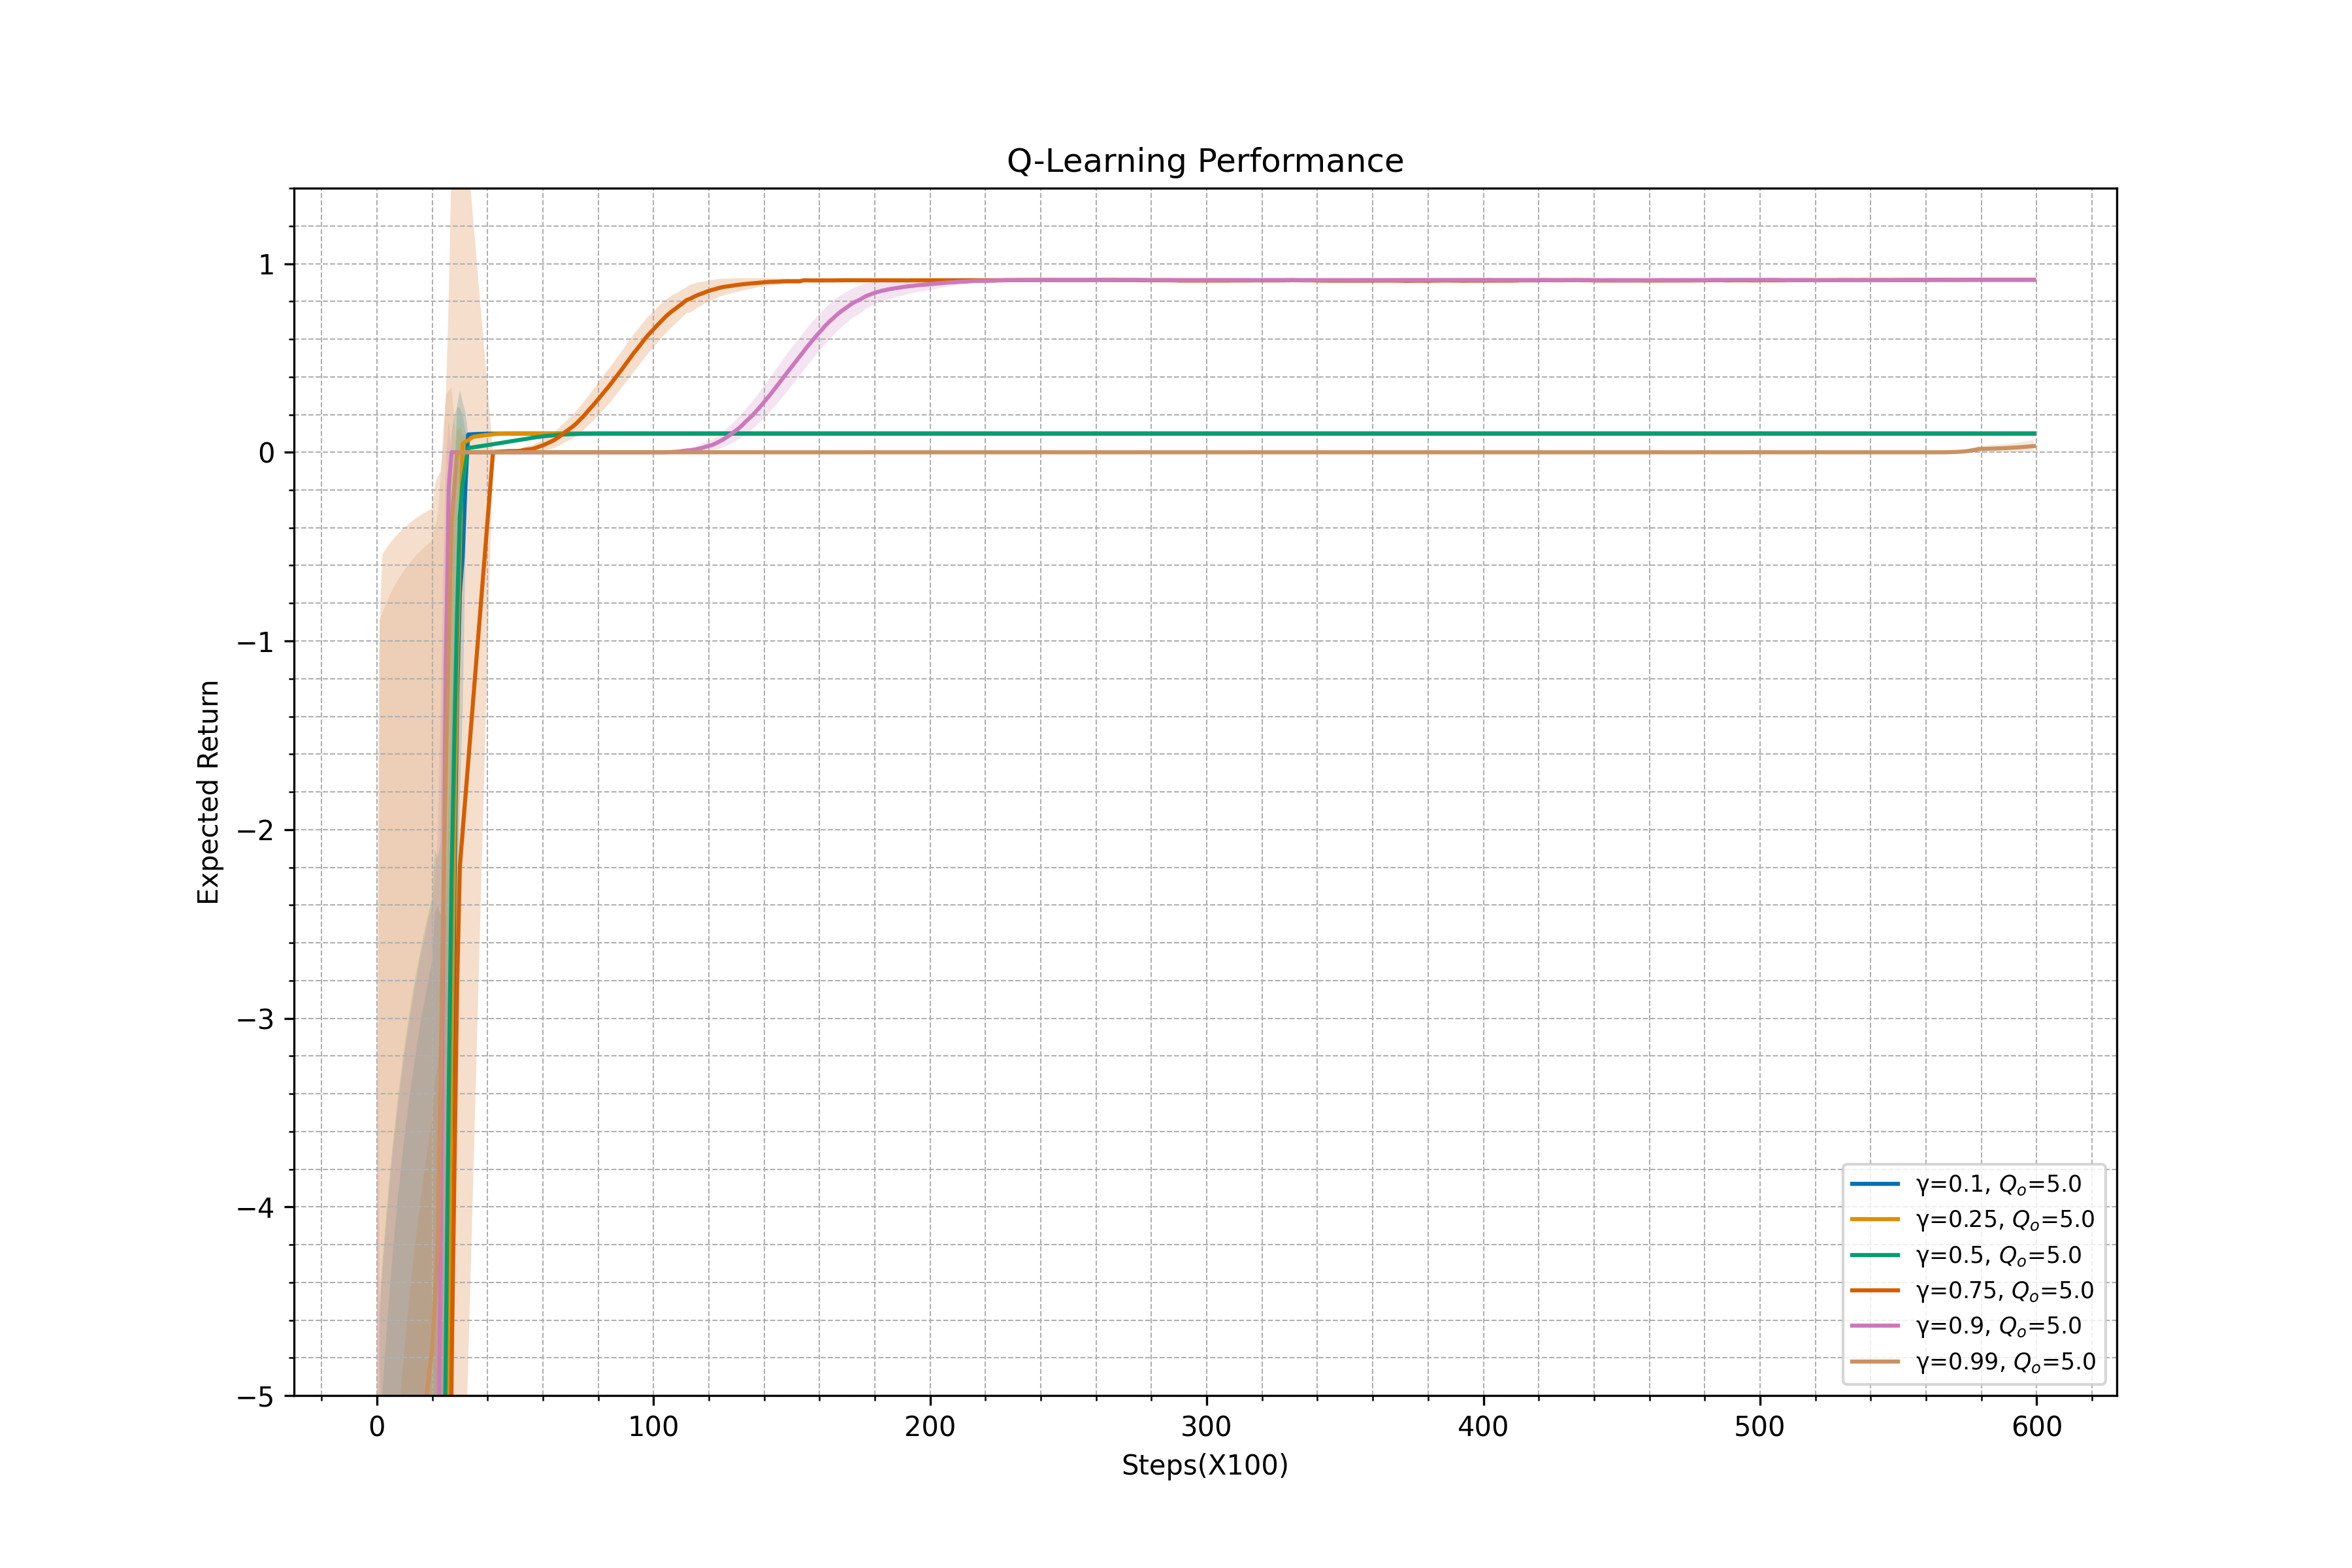 Q-Learning Performance
Expected Return
1
0
−1
−2
−3
−4
−5
0 100 200 300 400 500 600
Steps(X100)
γ=0.1, Qₒ=5.0
γ=0.25, Qₒ=5.0
γ=0.5, Qₒ=5.0
γ=0.75, Qₒ=5.0
γ=0.9, Qₒ=5.0
γ=0.99, Qₒ=5.0